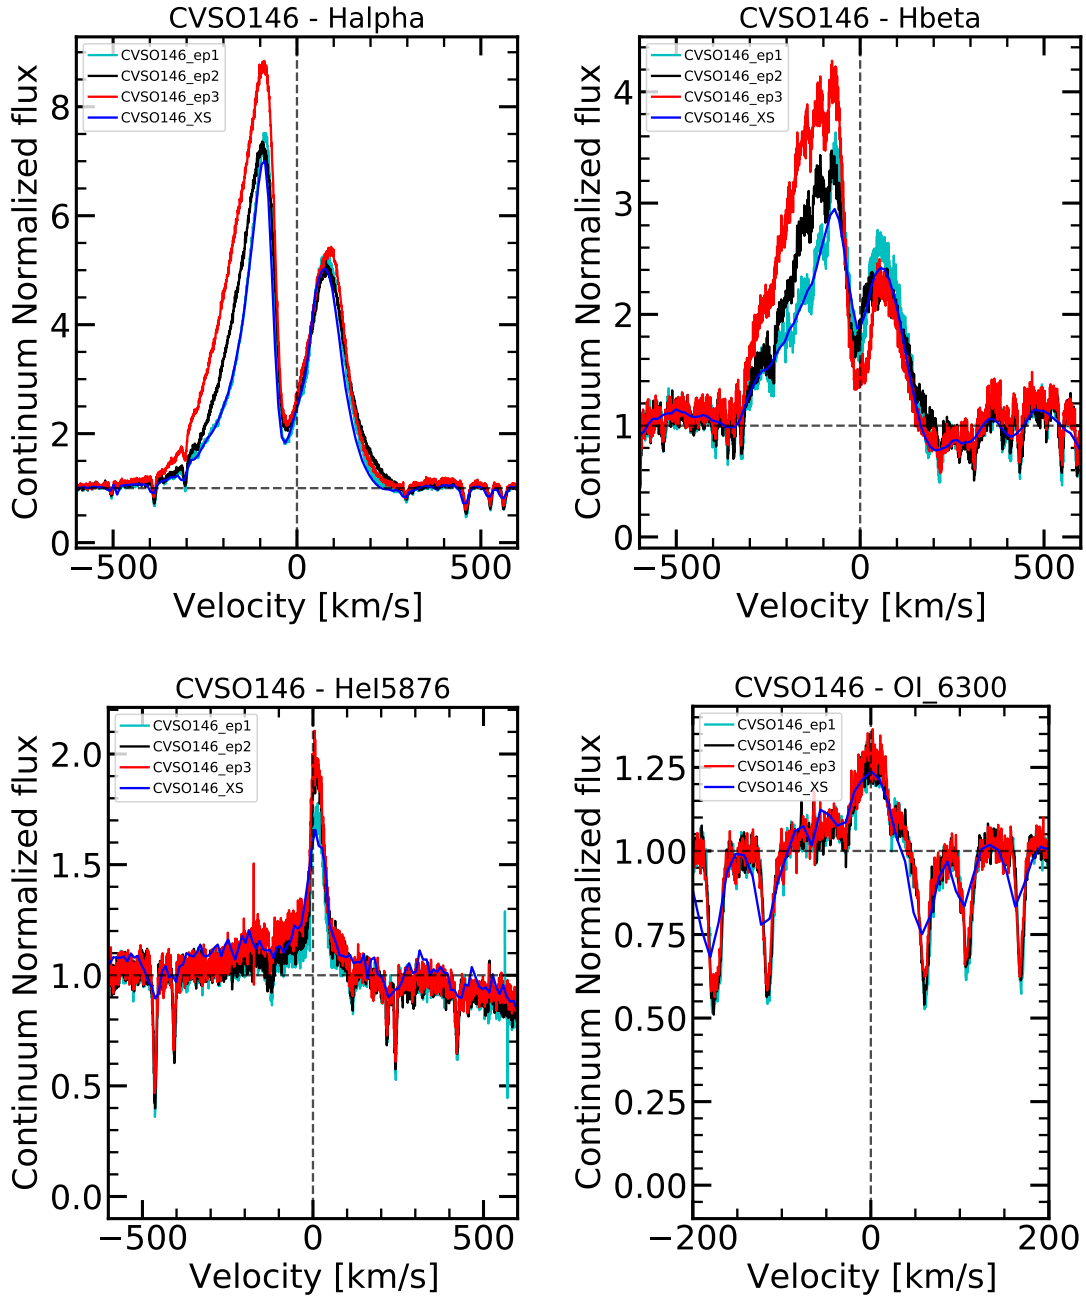 CVSO146 - Halpha
CVSO146_ep1
CVSO146_ep2
CVSO146_ep3
CVSO146_XS
Continuum Normalized flux
8
6
4
2
0
−500
0
500
Velocity [km/s]
CVSO146 - Hbeta
CVSO146_ep1
CVSO146_ep2
CVSO146_ep3
CVSO146_XS
Continuum Normalized flux
4
3
2
1
0
−500
0
500
Velocity [km/s]
CVSO146 - HeI5876
CVSO146_ep1
CVSO146_ep2
CVSO146_ep3
CVSO146_XS
Continuum Normalized flux
2.0
1.5
1.0
0.5
0.0
−500
0
500
Velocity [km/s]
CVSO146 - OI_6300
CVSO146_ep1
CVSO146_ep2
CVSO146_ep3
CVSO146_XS
Continuum Normalized flux
1.25
1.00
0.75
0.50
0.25
0.00
−200
0
200
Velocity [km/s]